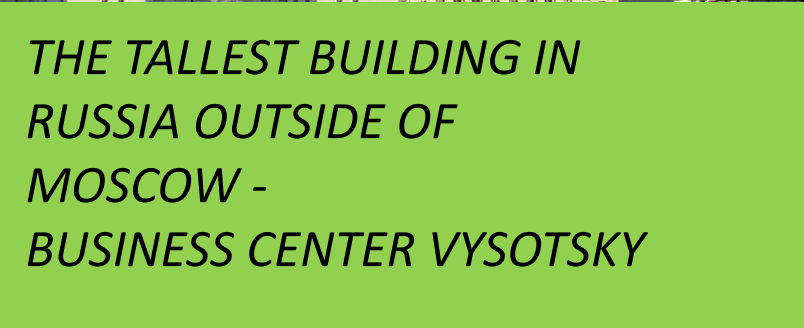 THE TALLEST BUILDING IN
RUSSIA OUTSIDE OF
MOSCOW -
BUSINESS CENTER VYSOTSKY